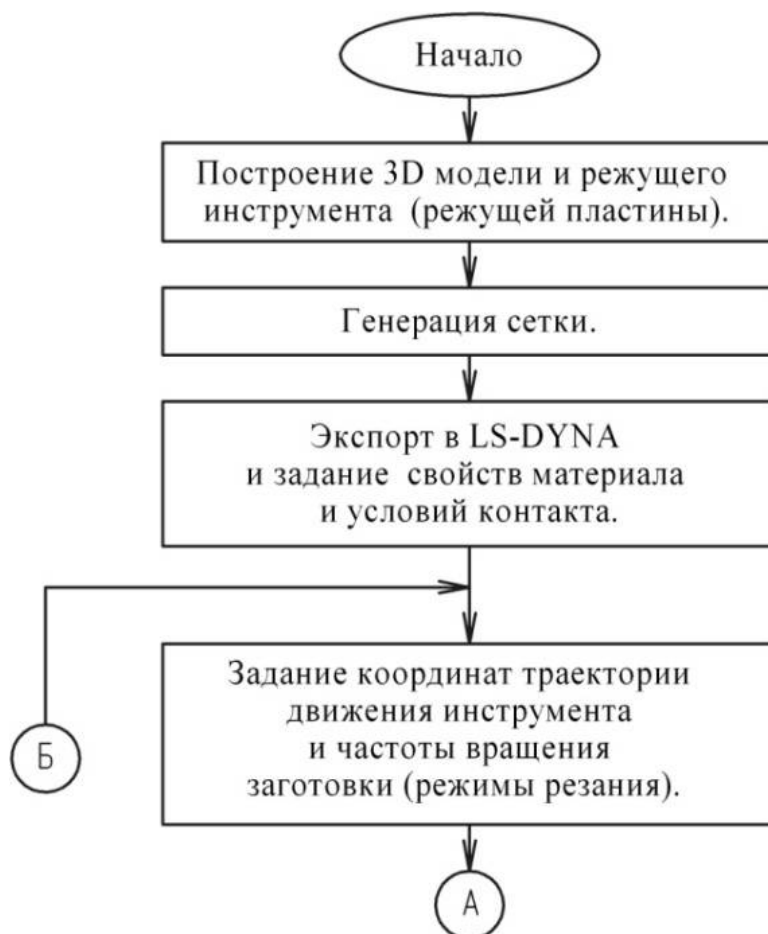 Начало
Построение 3D модели и режущего
инструмента (режущей пластины).
Генерация сетки.
Экспорт в LS-DYNA
и задание свойств материала
и условий контакта.
Задание координат траектории
движения инструмента
и частоты вращения
заготовки (режимы резания).
Б
А